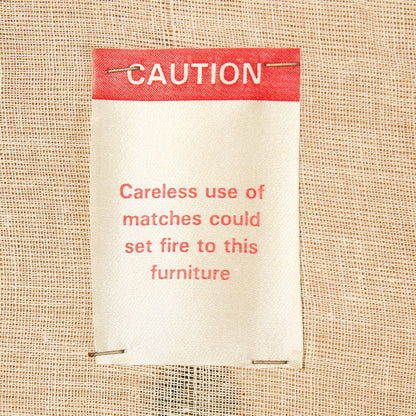 CAUTION
Careless use of
matches could
set fire to this
furniture